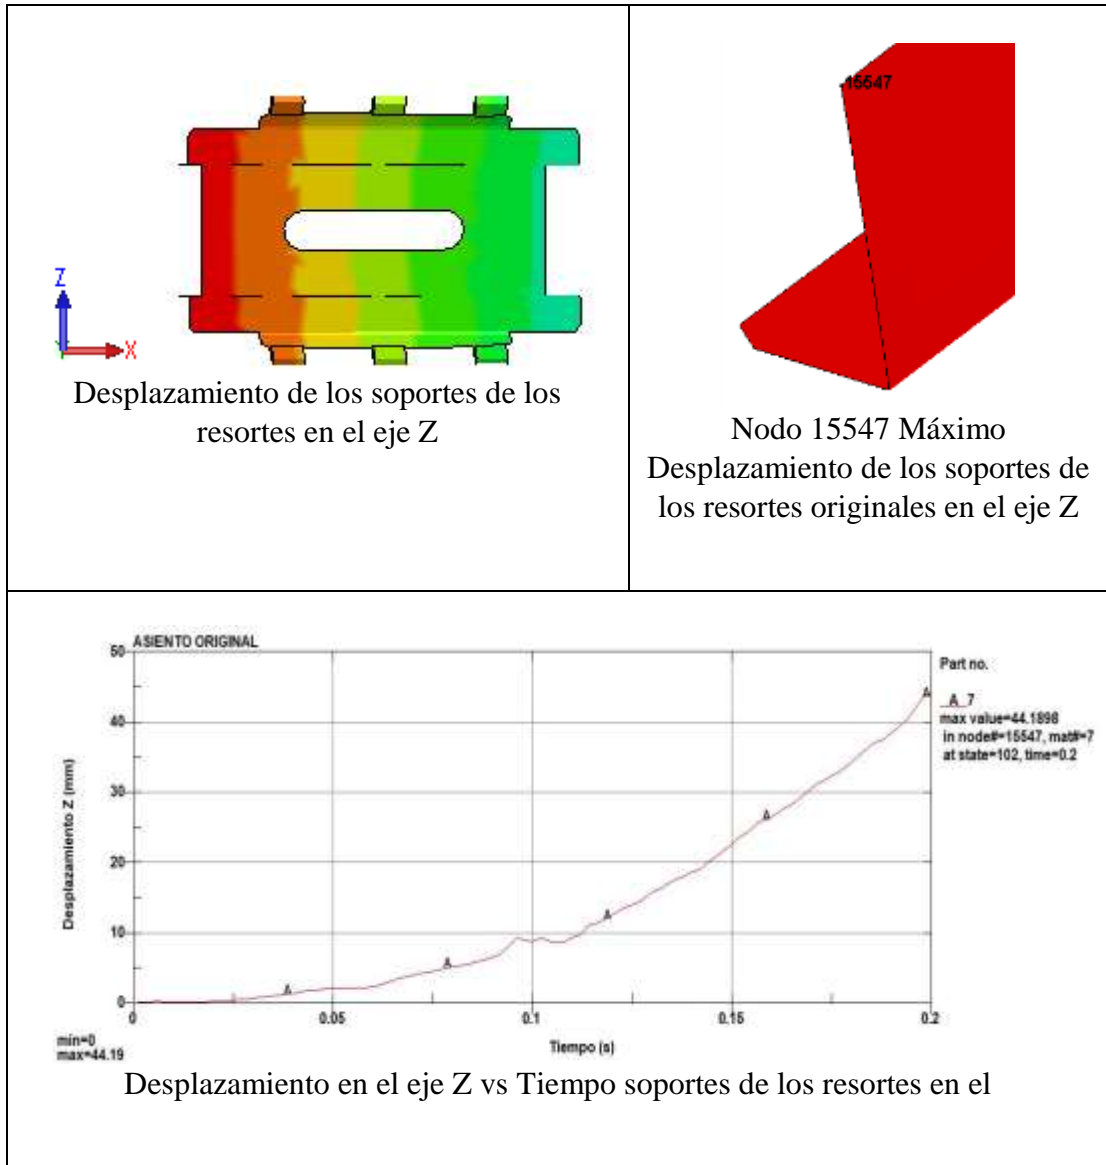 Z
X
Desplazamiento de los soportes de los
resortes en el eje Z
15547
Nodo 15547 Máximo
Desplazamiento de los soportes de
los resortes originales en el eje Z
ASIENTO ORIGINAL
50
40
30
20
10
0
Desplazamiento Z (mm)
A
A
A
A
A
0
0.05
0.1
0.15
0.2
Tiempo (s)
min=0
max=44.19
Part no.
A 7
max value=44.1898
in node#=15547, mat#=7
at state=102, time=0.2
Desplazamiento en el eje Z vs Tiempo soportes de los resortes en el